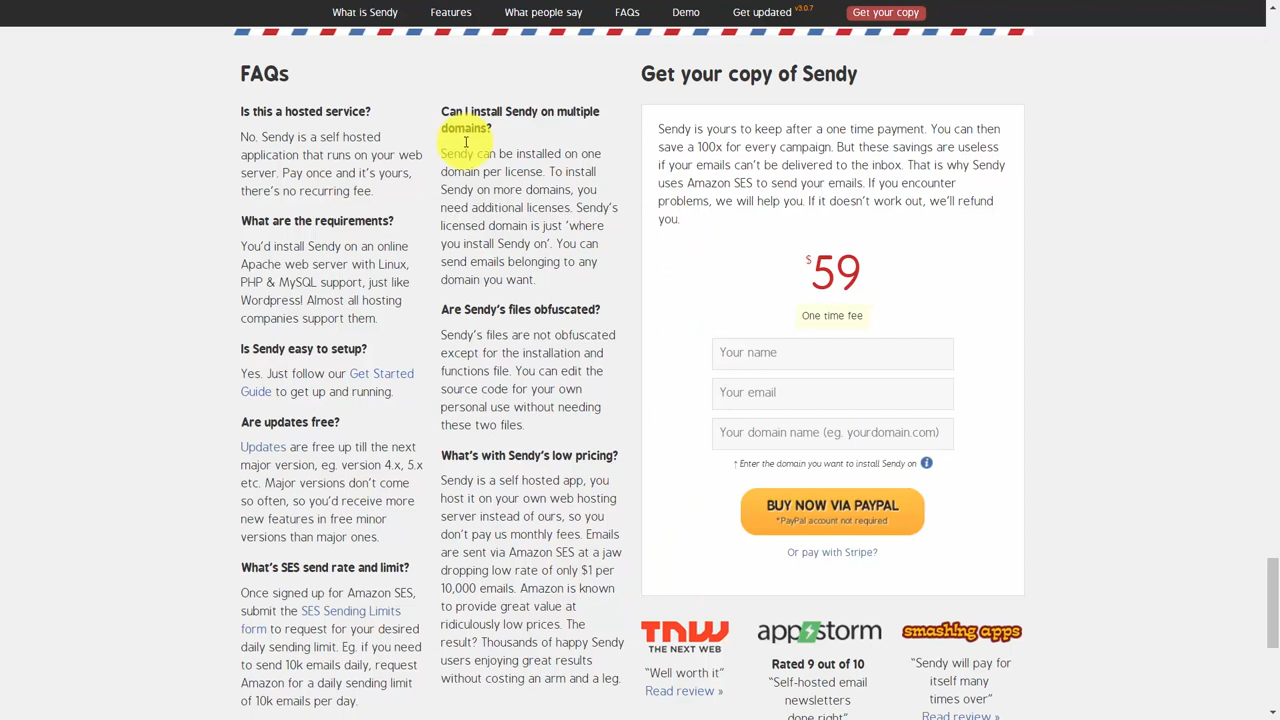 What is Sendy Features What people say FAQs Demo Get updated v3.0.7 Get your copy
FAQs
Is this a hosted service?
No. Sendy is a self hosted
application that runs on your web
server. Pay once and it's yours,
there's no recurring fee.
What are the requirements?
You'd install Sendy on an online
Apache web server with Linux,
PHP & MySQL support, just like
Wordpress! Almost all hosting
companies support them.
Is Sendy easy to setup?
Yes. Just follow our Get Started
Guide to get up and running.
Are updates free?
Updates are free up till the next
major version, eg. version 4.x, 5.x
etc. Major versions don't come
so often, so you'd receive more
new features in free minor
versions than major ones.
What's SES send rate and limit?
Once signed up for Amazon SES,
submit the SES Sending Limits
form to request for your desired
daily sending limit. Eg. if you need
to send 10k emails daily, request
Amazon for a daily sending limit
of 10k emails per day.
Can I install Sendy on multiple
domains?
Sendy can be installed on one
domain per license. To install
Sendy on more domains, you
need additional licenses. Sendy's
licensed domain is just 'where
you install Sendy on'. You can
send emails belonging to any
domain you want.
Are Sendy's files obfuscated?
Sendy's files are not obfuscated
except for the installation and
functions file. You can edit the
source code for your own
personal use without needing
these two files.
What's with Sendy's low pricing?
Sendy is a self hosted app, you
host it on your own web hosting
server instead of ours, so you
don't pay us monthly fees. Emails
are sent via Amazon SES at a jaw
dropping low rate of only $1 per
10,000 emails. Amazon is known
to provide great value at
ridiculously low prices. The
result? Thousands of happy Sendy
users enjoying great results
without costing an arm and a leg.
Get your copy of Sendy
Sendy is yours to keep after a one time payment. You can then
save a 100x for every campaign. But these savings are useless
if your emails can't be delivered to the inbox. That is why Sendy
uses Amazon SES to send your emails. If you encounter
problems, we will help you. If it doesn't work out, we'll refund
you.
$59
One time fee
Your name
Your email
Your domain name (eg. yourdomain.com)
↑ Enter the domain you want to install Sendy on i
BUY NOW VIA PAYPAL
*PayPal account not required
Or pay with Stripe?
TNW
THE NEXT WEB
"Well worth it"
Read review »
appstorm
Rated 9 out of 10
"Self-hosted email
newsletters
done right"
smashing apps
"Sendy will pay for
itself many
times over"
Read review »